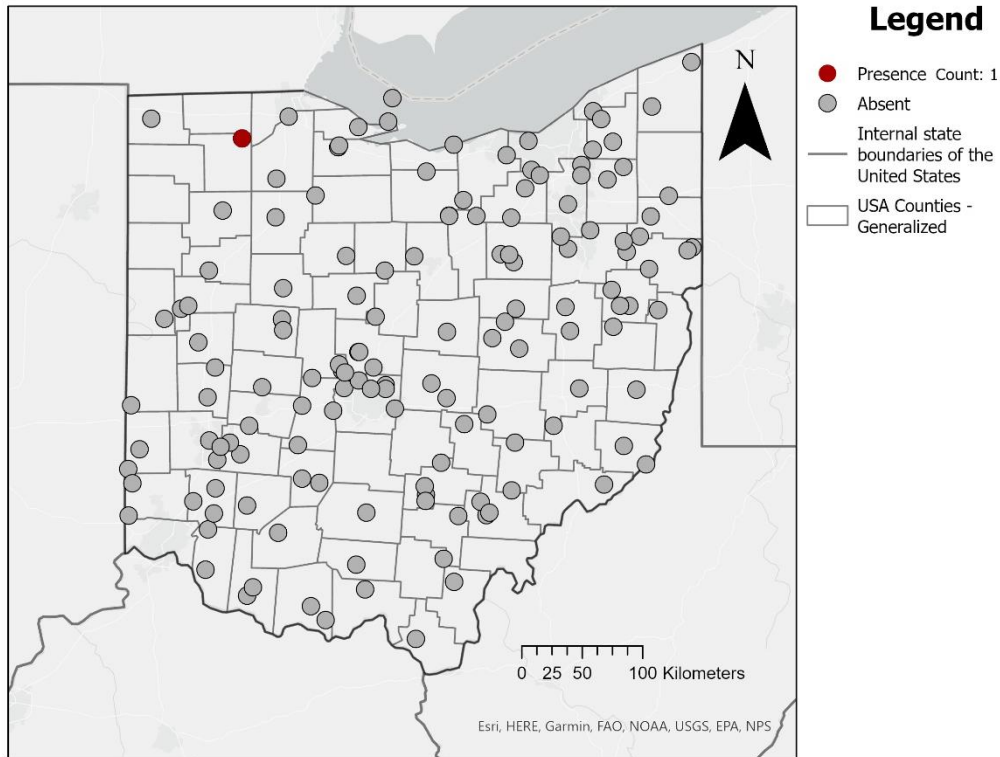 Legend
Presence Count: 1
Absent
Internal state
boundaries of the
United States
USA Counties -
Generalized
N
0 25 50 100 Kilometers
Esri, HERE, Garmin, FAO, NOAA, USGS, EPA, NPS